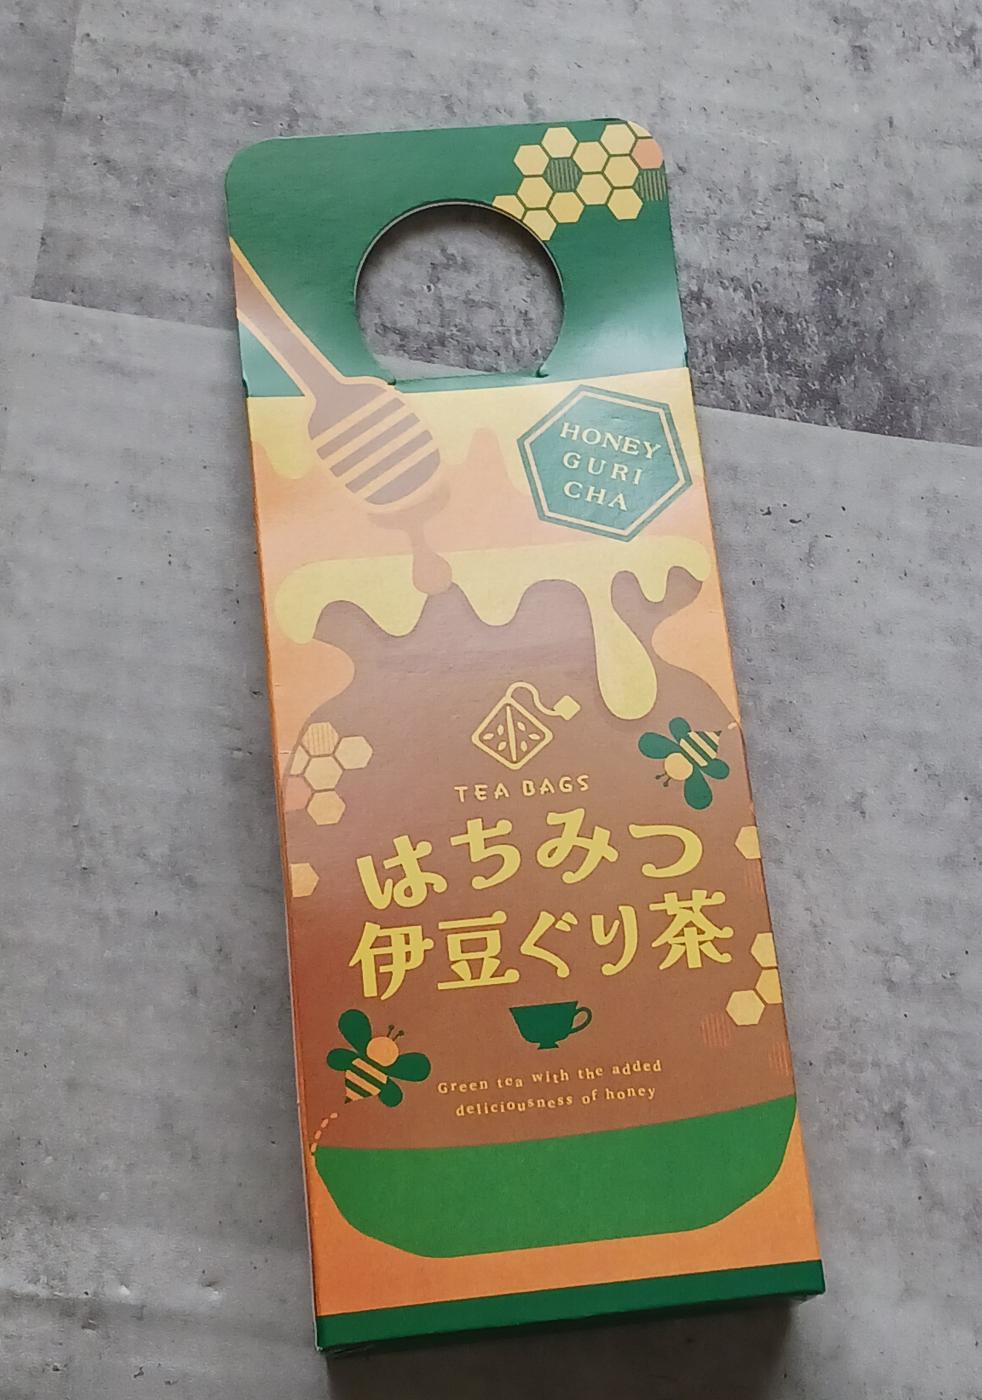 HONEY
GURI
CHA
TEA BAGS
はちみつ
伊豆ぐり茶
Green tea with the added
deliciousness of honey